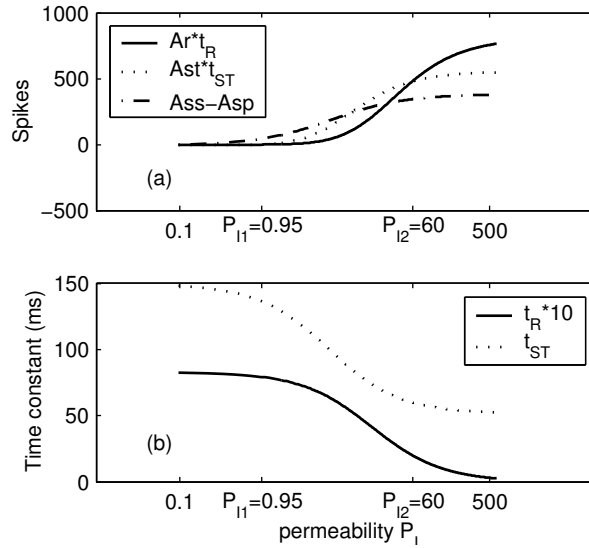 1000
500
0
−500
Spikes
Ar*t_R
Ast*t_ST
Ass−Asp
(a)
0.1 P_I1=0.95 P_I2=60 500
150
100
50
0
Time constant (ms)
t_R*10
t_ST
(b)
0.1 P_I1=0.95 P_I2=60 500
permeability P_I